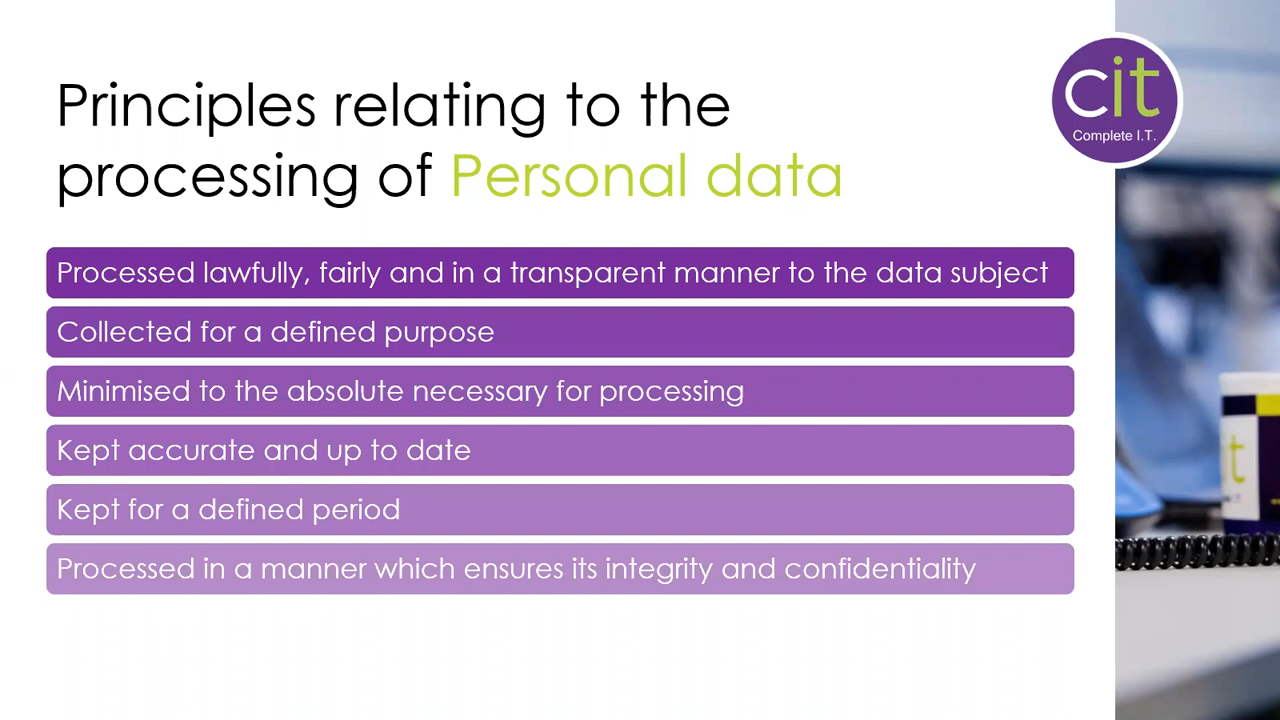 Principles relating to the
processing of Personal data
cit
Complete I.T.
Processed lawfully, fairly and in a transparent manner to the data subject
Collected for a defined purpose
Minimised to the absolute necessary for processing
Kept accurate and up to date
Kept for a defined period
Processed in a manner which ensures its integrity and confidentiality